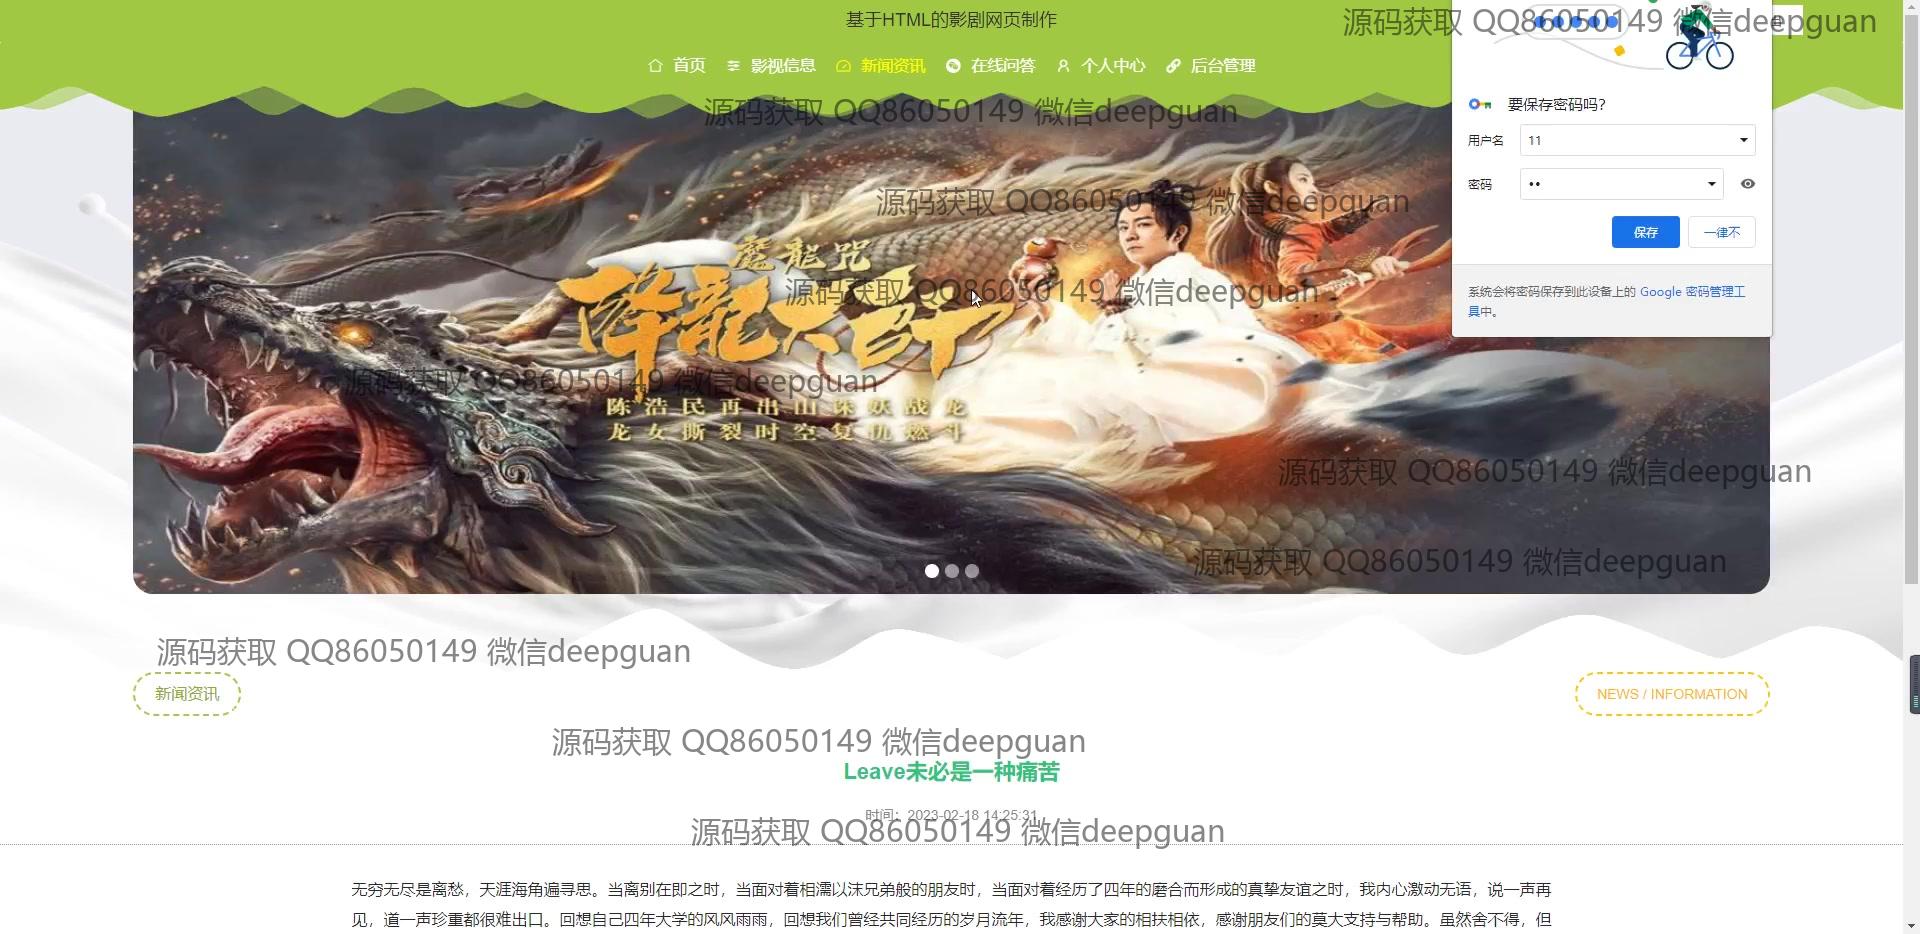 基于HTML的影剧网页制作
源码获取 QQ86050149 微信deepguan
首页 影视信息 新闻资讯 在线问答 个人中心 后台管理
源码获取 QQ86050149 微信deepguan
要保存密码吗?
用户名 11
密码 ••
保存 一律不
系统会将密码保存到此设备上的 Google 密码管理工
具中。
源码获取 QQ86050149 微信deepguan
魔龍咒
源码获取 QQ86050149 微信deepguan
降龍大師
源码获取 QQ86050149 微信deepguan
陈浩民再出山诛妖战龙
龙女撕裂时空复仇燃斗
源码获取 QQ86050149 微信deepguan
源码获取 QQ86050149 微信deepguan
源码获取 QQ86050149 微信deepguan
新闻资讯
NEWS / INFORMATION
源码获取 QQ86050149 微信deepguan
Leave未必是一种痛苦
时间：2023-02-18 14:25:31
源码获取 QQ86050149 微信deepguan
无穷无尽是离愁，天涯海角遍寻思。当离别在即之时，当面对着相濡以沫兄弟般的朋友时，当面对着经历了四年的磨合而形成的真挚友谊之时，我内心激动无语，说一声再
见，道一声珍重都很难出口。回想自己四年大学的风风雨雨，回想我们曾经共同经历的岁月流年，我感谢大家的相扶相依，感谢朋友们的莫大支持与帮助。虽然舍不得，但